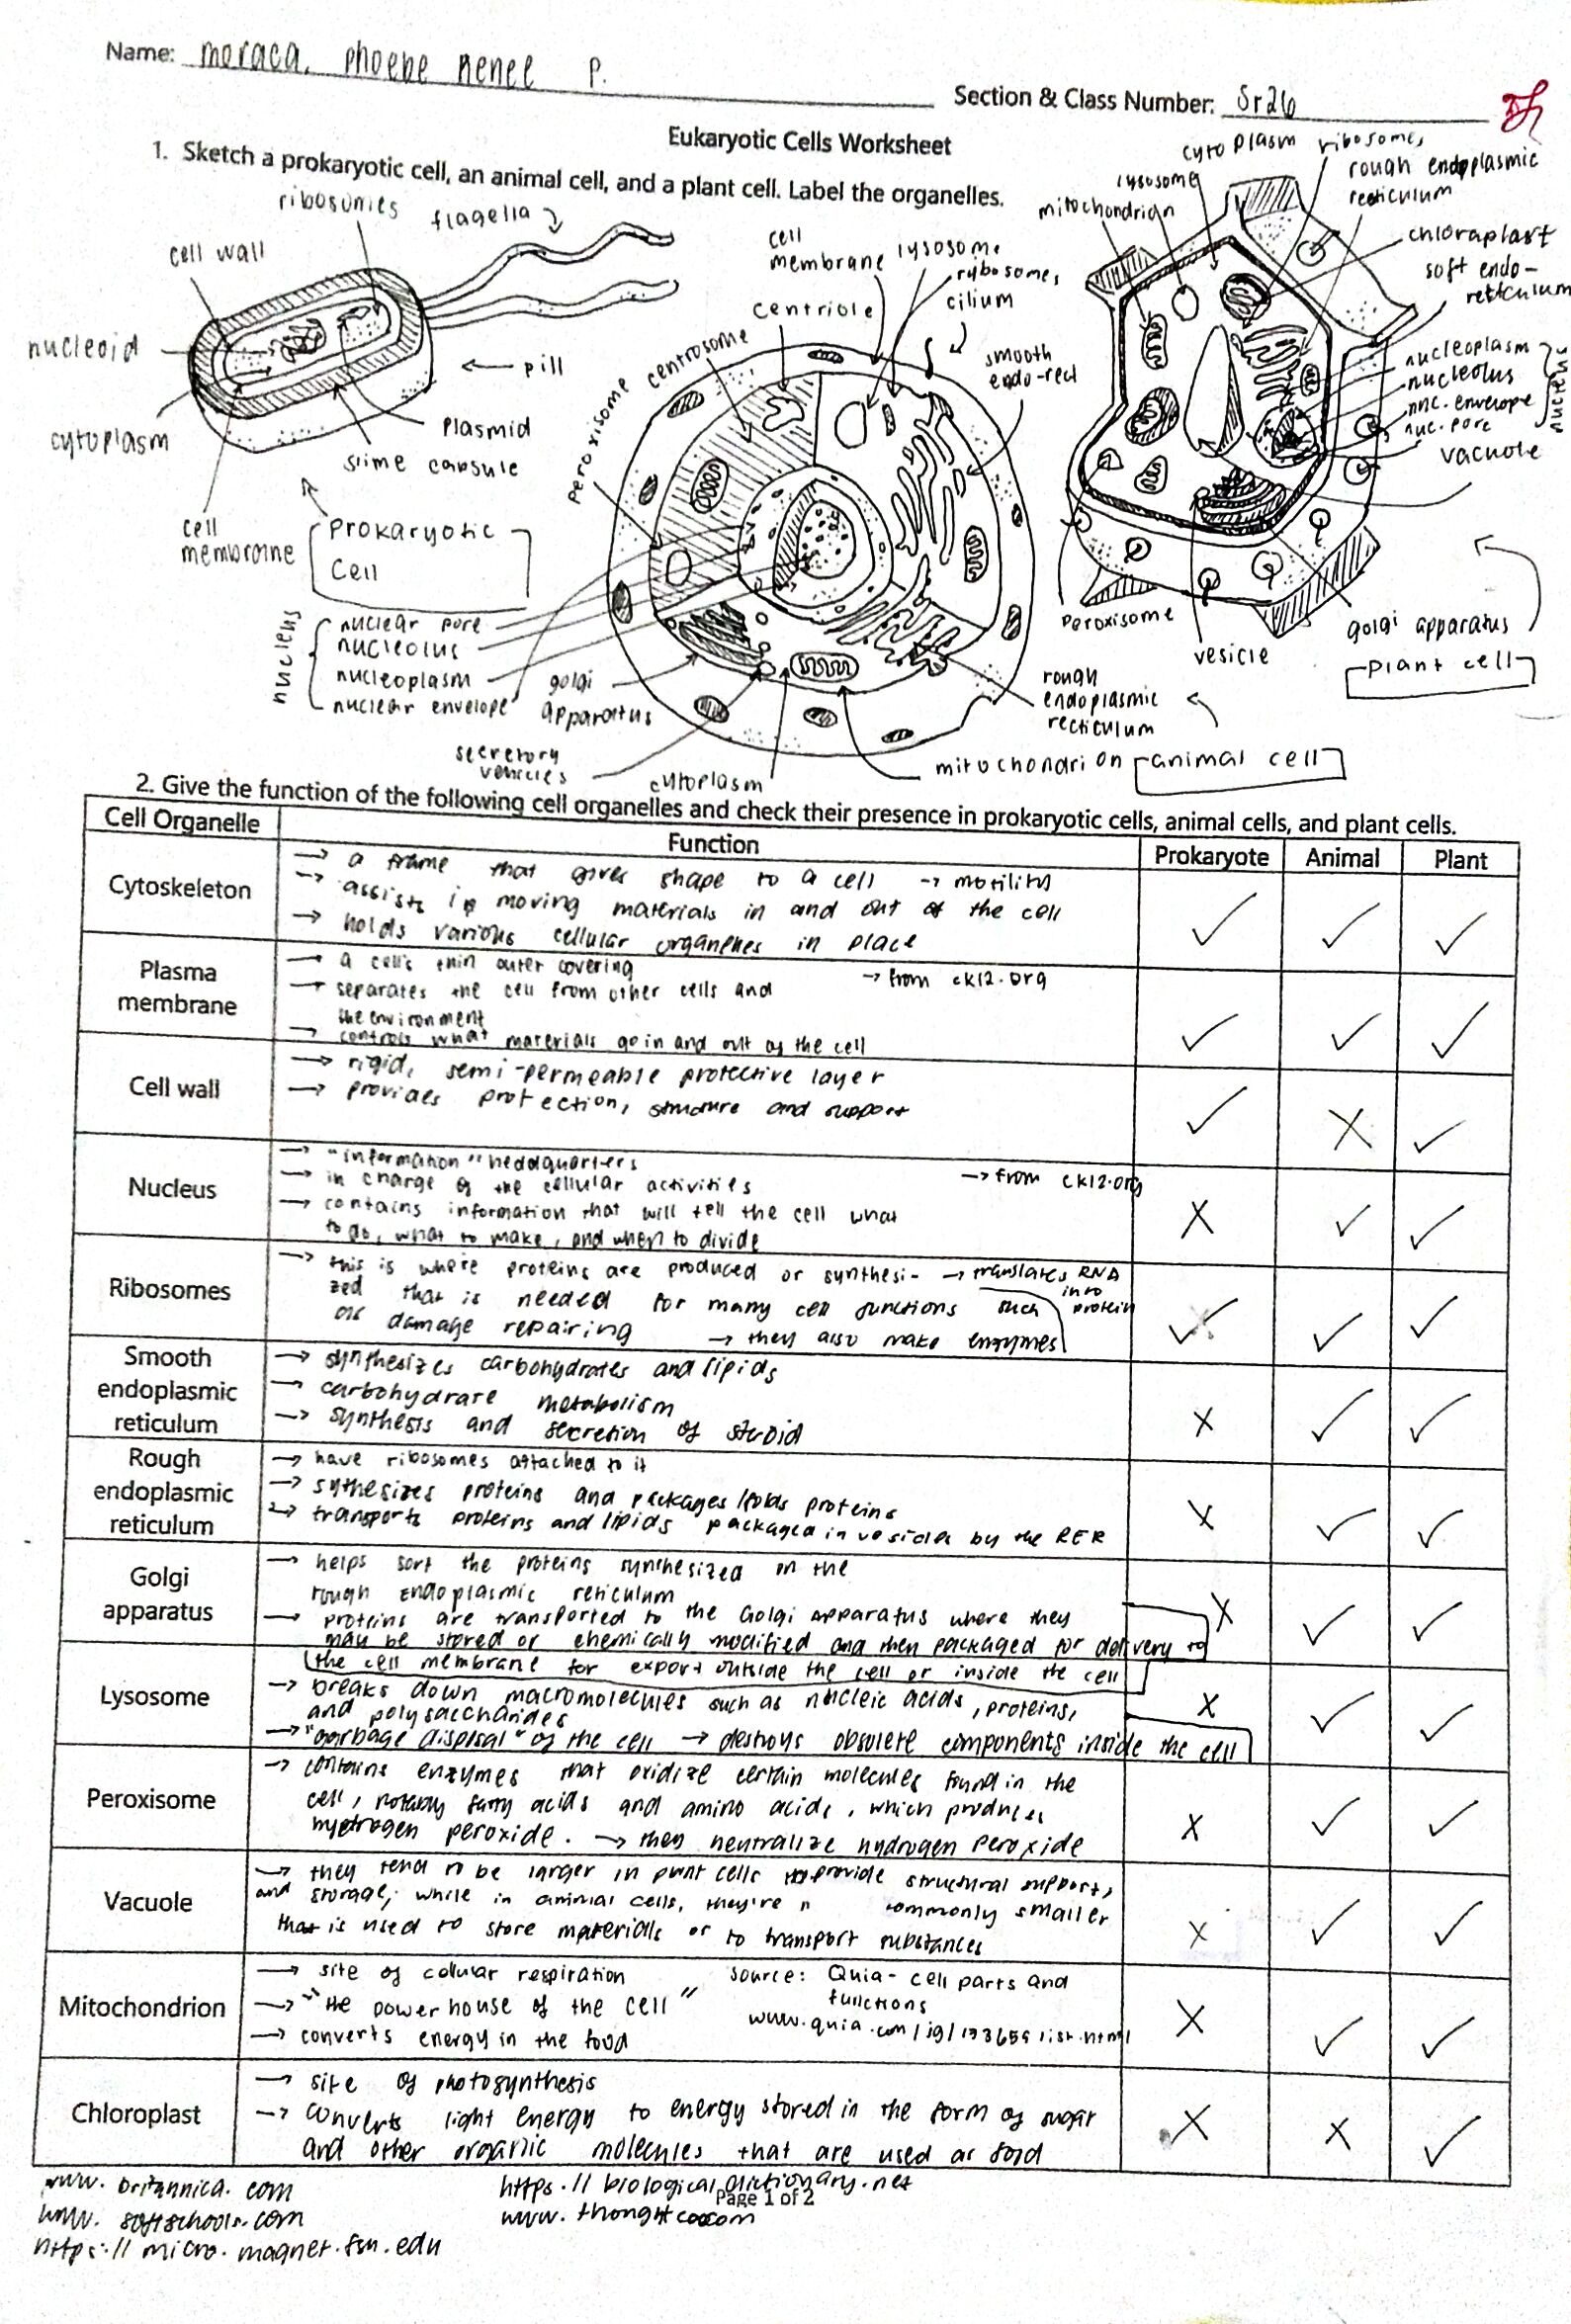 Name: moraca, phoebe renee P.
Section & Class Number: Sr26
Eukaryotic Cells Worksheet
1. Sketch a prokaryotic cell, an animal cell, and a plant cell. Label the organelles.
ribosomes
flagella
cell wall
nucleoid
pill
cytoplasm
plasmid
slime capsule
cell
membrane
Prokaryotic
Cell
nucleus
nuclear pore
nucleolus
nucleoplasm
nuclear envelope
peroxisome
centrosome
centriole
cell
membrane
lysosome
rybosomes
cilium
smooth
endo-rect
golgi
apparatus
secretory
vehicles
cytoplasm
mitochondrion
rough
endoplasmic
recticulum
animal cell
mitochondrion
lysosome
cytoplasm
ribosomes
rough endoplasmic
recticulum
chloraplast
soft endo-
recticulum
nucleoplasm
nucleolus
nuc. envelope
nuc. pore
nucleus
vacuole
Peroxisome
vesicle
golgi apparatus
plant cell
2. Give the function of the following cell organelles and check their presence in prokaryotic cells, animal cells, and plant cells.
Cell Organelle
Function
Prokaryote
Animal
Plant
Cytoskeleton
→ a frame that gives shape to a cell → motility
→ assists in moving materials in and out of the cell
→ holds various cellular organelles in place
✓ ✓ ✓
Plasma
membrane
→ a cell's thin outer covering
→ from ck12.org
→ separates the cell from other cells and
the environment
→ controls what materials go in and out of the cell
✓ ✓ ✓
Cell wall
→ rigid, semi-permeable protective layer
→ provides protection, structure and support
✓ X ✓
Nucleus
→ "information" headquarters
→ in charge of the cellular activities
→ from ck12.org
→ contains information that will tell the cell what
to do, what to make, and when to divide
X ✓ ✓
Ribosomes
→ this is where proteins are produced or synthesi-
zed that is needed for many cell functions such
as damage repairing
→ translates RNA
into
protein
→ they also make enzymes
✓ ✓ ✓
Smooth
endoplasmic
reticulum
→ synthesizes carbohydrates and lipids
→ carbohydrate metabolism
→ synthesis and secretion of steroid
X ✓ ✓
Rough
endoplasmic
reticulum
→ have ribosomes attached to it
→ sythesizes proteins and packages/folds proteins
→ transports proteins and lipids packaged in vesicles by the RER
X ✓ ✓
Golgi
apparatus
→ helps sort the proteins synthesized in the
rough endoplasmic reticulum
→ proteins are transported to the Golgi apparatus where they
may be stored or chemically modified and then packaged for delivery to
the cell membrane for export outside the cell or inside the cell
X ✓ ✓
Lysosome
→ breaks down macromolecules such as nucleic acids, proteins,
and polysaccharides
→ "garbage disposal" of the cell → destroys obsolete components inside the cell
X ✓ ✓
Peroxisome
→ contains enzymes that oxidize certain molecules found in the
cell, notably fatty acids and amino acids, which produces
hydrogen peroxide. → they neutralize hydrogen peroxide
X ✓ ✓
Vacuole
→ they tend to be larger in plant cells to provide structural support,
and storage; while in animal cells, they're commonly smaller
that is used to store materials or to transport substances
X ✓ ✓
Mitochondrion
→ site of cellular respiration
→ "the powerhouse of the cell"
→ converts energy in the food
source: Quia - cell parts and
functions
X ✓ ✓
Chloroplast
→ site of photosynthesis
→ converts light energy to energy stored in the form of sugar
and other organic molecules that are used as food
X X ✓
www.britannica.com
www.softschools.com
https://micro.magnet.fsu.edu
https://biologicaldictionary.net
Page 1 of 2